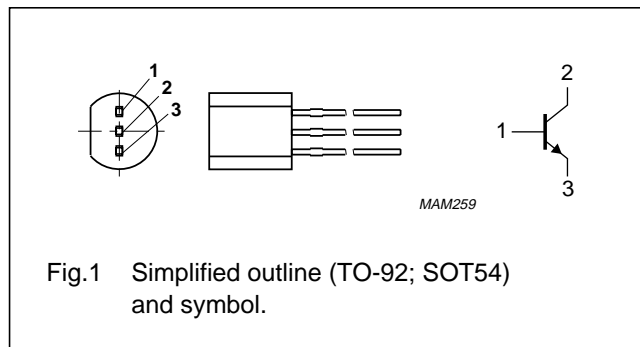 1
2
3
2
1
3
MAM259
Fig.1 Simplified outline (TO-92; SOT54)
and symbol.